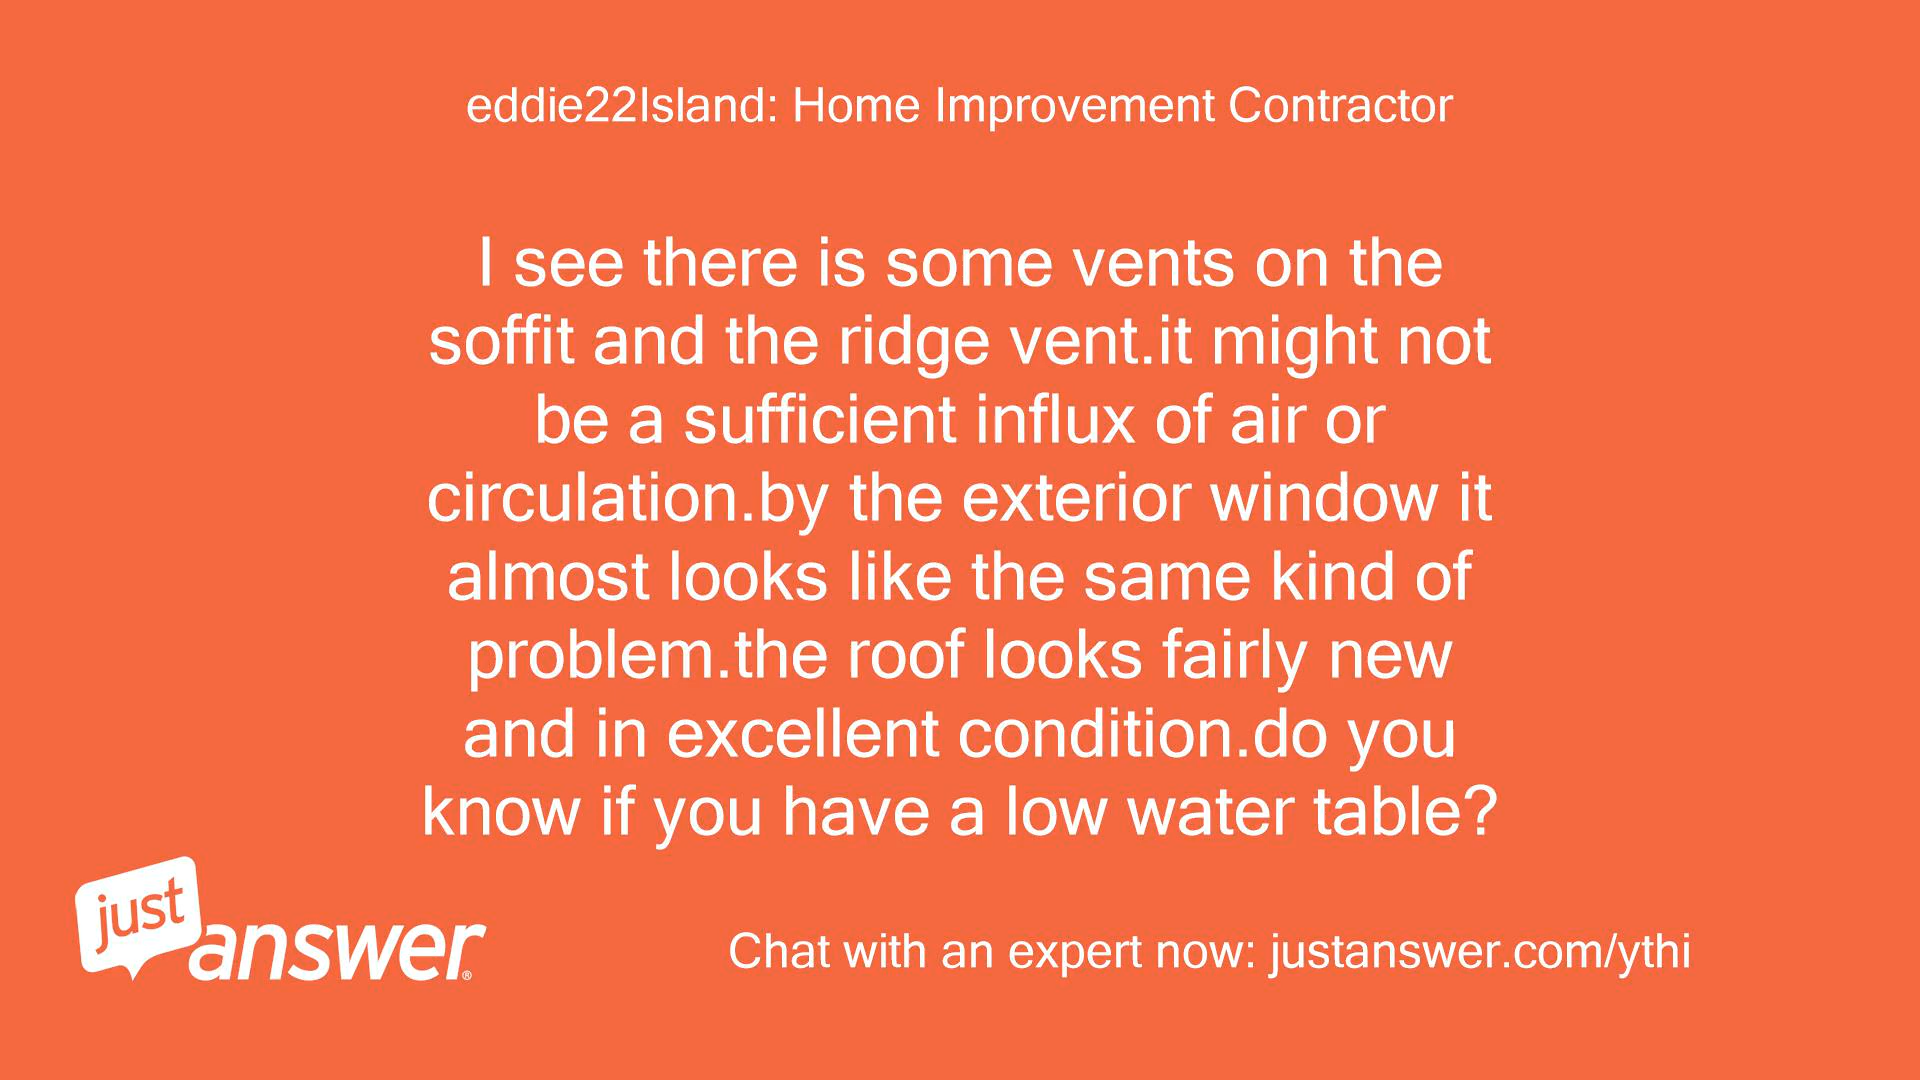 eddie22Island: Home Improvement Contractor
I see there is some vents on the
soffit and the ridge vent.it might not
be a sufficient influx of air or
circulation.by the exterior window it
almost looks like the same kind of
problem.the roof looks fairly new
and in excellent condition.do you
know if you have a low water table?
just
answer®
Chat with an expert now: justanswer.com/ythi